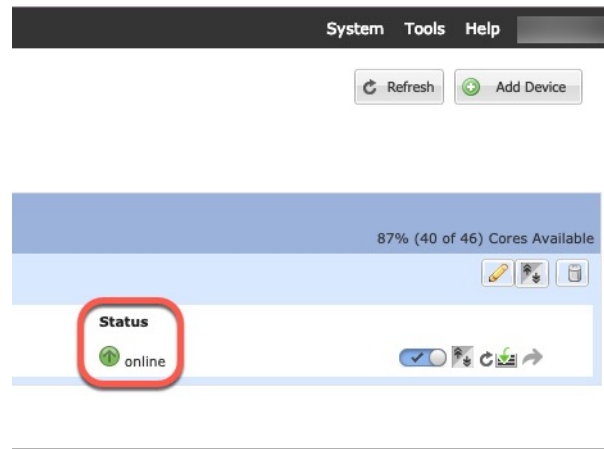 System Tools Help
Refresh Add Device
87% (40 of 46) Cores Available
Status
online